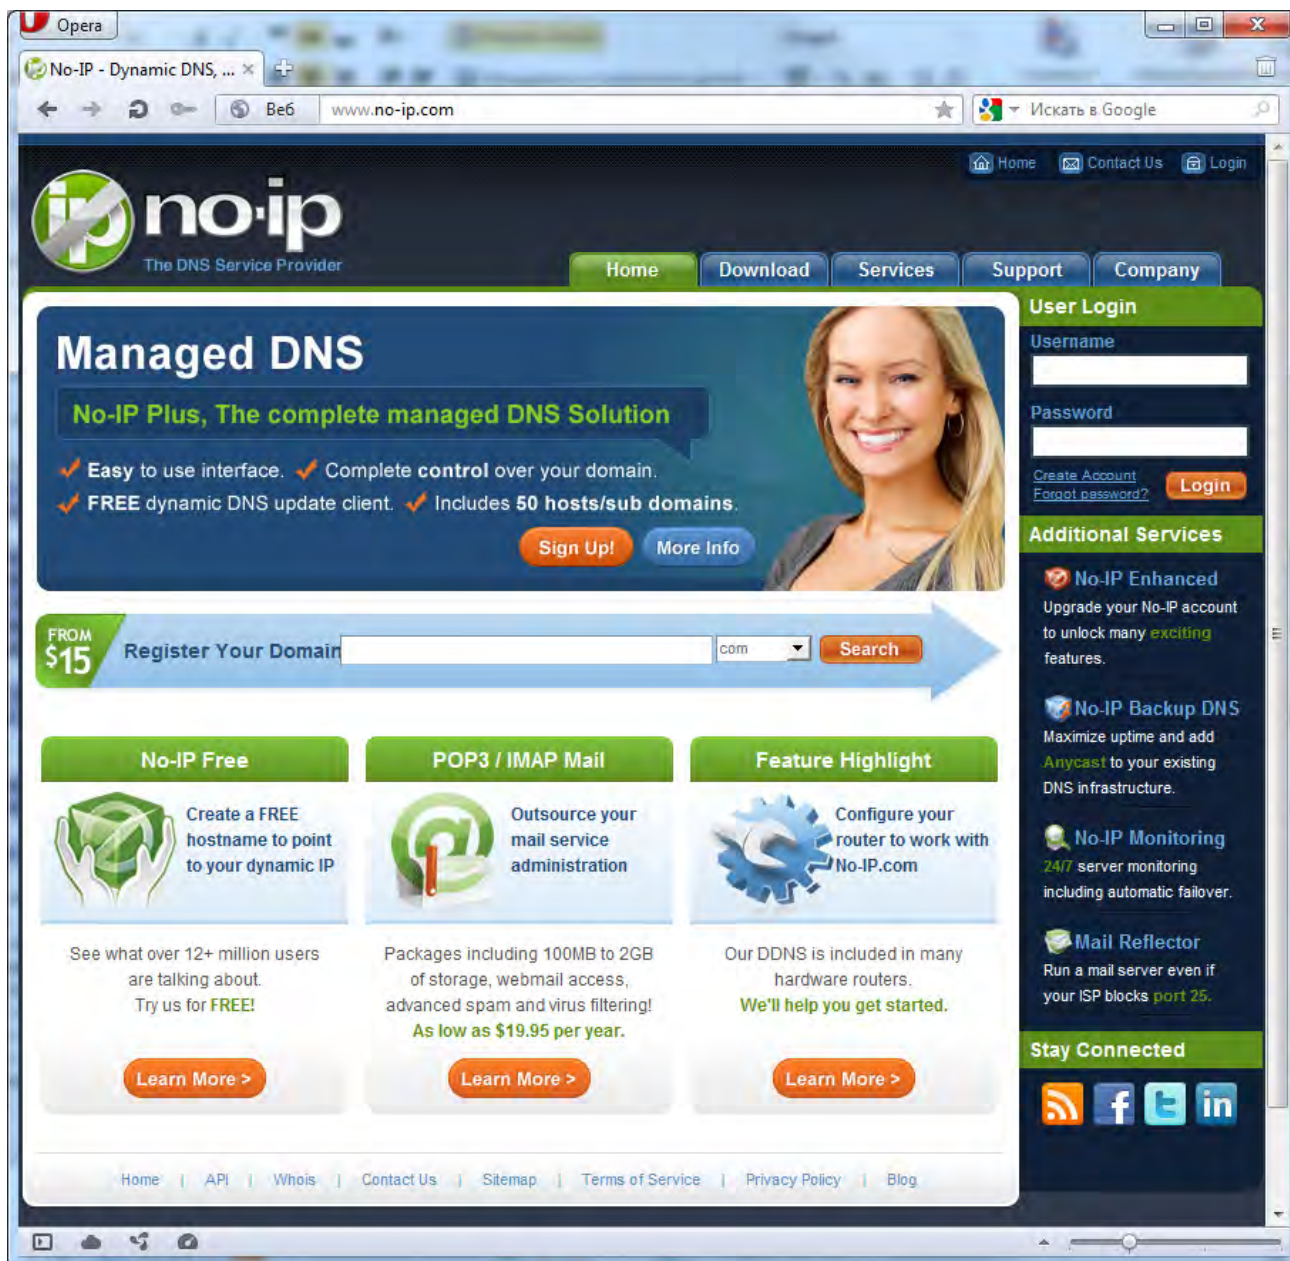 Opera
No-IP - Dynamic DNS, ...
Веб
www.no-ip.com
Искать в Google
Home
Contact Us
Login
ip no·ip
The DNS Service Provider
Home
Download
Services
Support
Company
Managed DNS
No-IP Plus, The complete managed DNS Solution
Easy to use interface. Complete control over your domain.
FREE dynamic DNS update client. Includes 50 hosts/sub domains.
Sign Up!
More Info
User Login
Username
Password
Create Account
Forgot password?
Login
FROM
$15
Register Your Domain
com
Search
No-IP Free
Create a FREE
hostname to point
to your dynamic IP
See what over 12+ million users
are talking about.
Try us for FREE!
Learn More >
POP3 / IMAP Mail
Outsource your
mail service
administration
Packages including 100MB to 2GB
of storage, webmail access,
advanced spam and virus filtering!
As low as $19.95 per year.
Learn More >
Feature Highlight
Configure your
router to work with
No-IP.com
Our DDNS is included in many
hardware routers.
We'll help you get started.
Learn More >
Additional Services
No-IP Enhanced
Upgrade your No-IP account
to unlock many exciting
features.
No-IP Backup DNS
Maximize uptime and add
Anycast to your existing
DNS infrastructure.
No-IP Monitoring
24/7 server monitoring
including automatic failover.
Mail Reflector
Run a mail server even if
your ISP blocks port 25.
Stay Connected
f
t
in
Home | API | Whois | Contact Us | Sitemap | Terms of Service | Privacy Policy | Blog